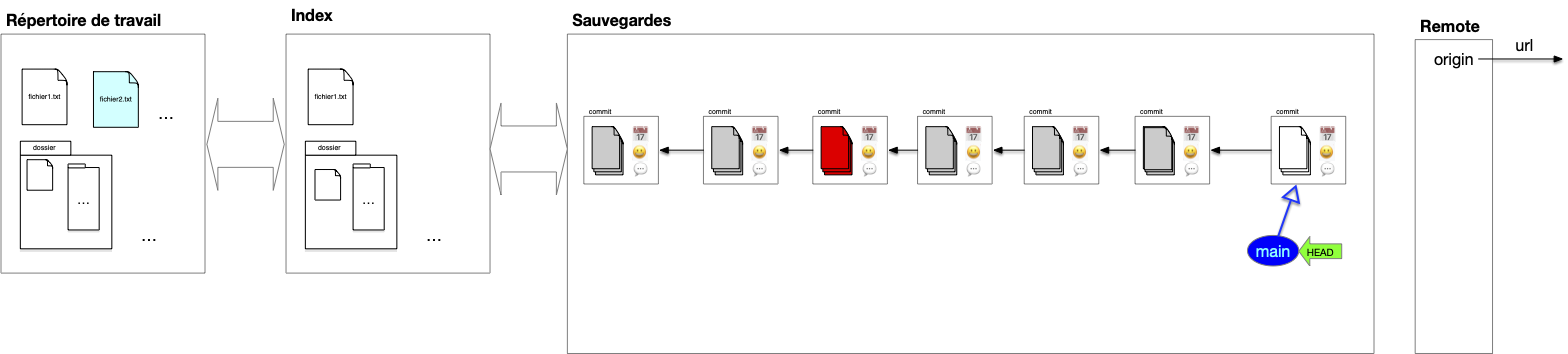 Répertoire de travail
Index
Sauvegardes
Remote
origin
url
fichier1.txt
fichier2.txt
...
dossier
...
...
fichier1.txt
dossier
...
...
commit
commit
commit
commit
commit
commit
commit
17
17
17
17
17
17
17
main
HEAD